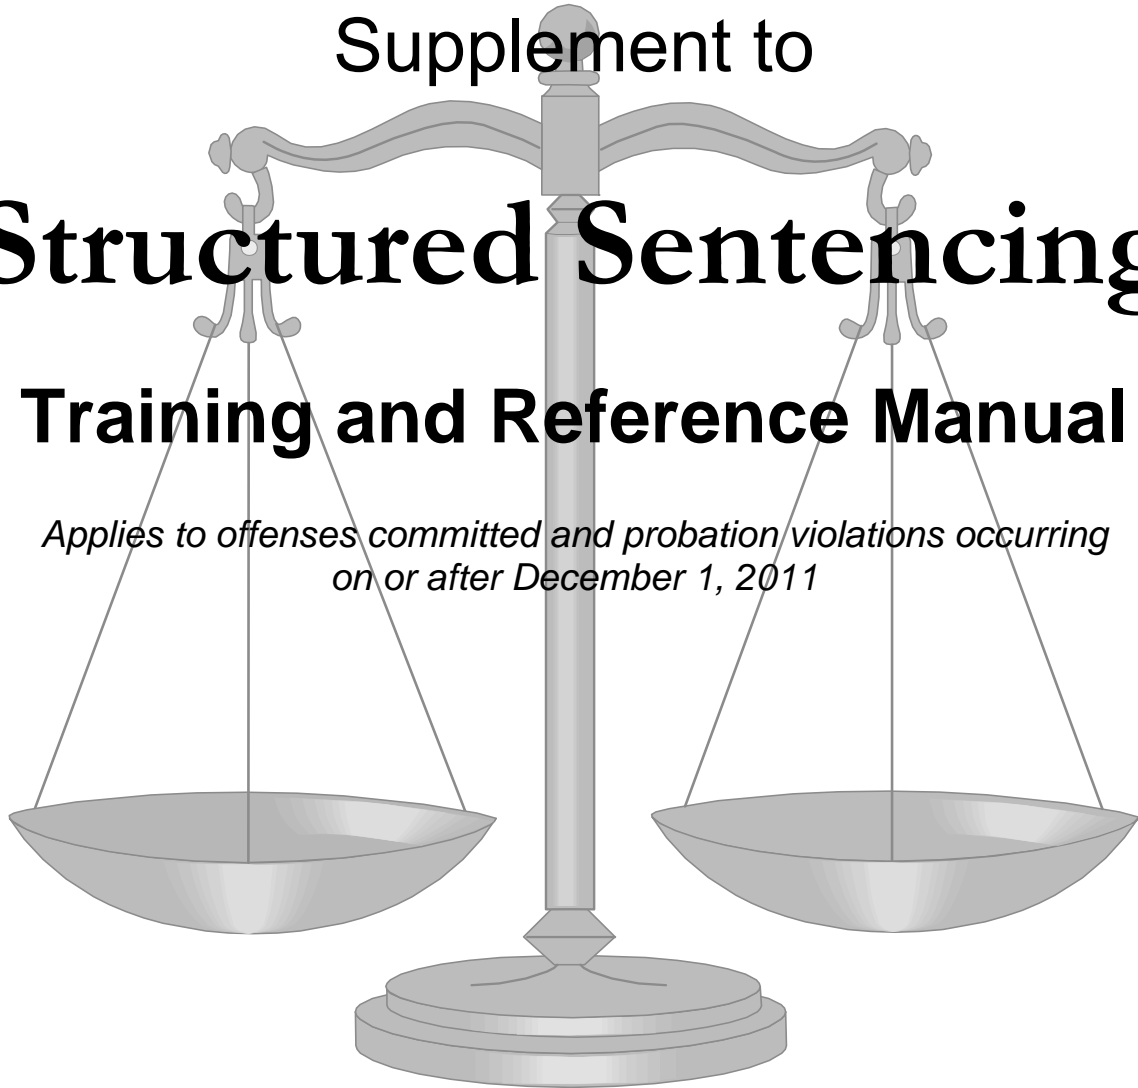 Supplement to
Structured Sentencing
Training and Reference Manual
Applies to offenses committed and probation violations occurring
on or after December 1, 2011